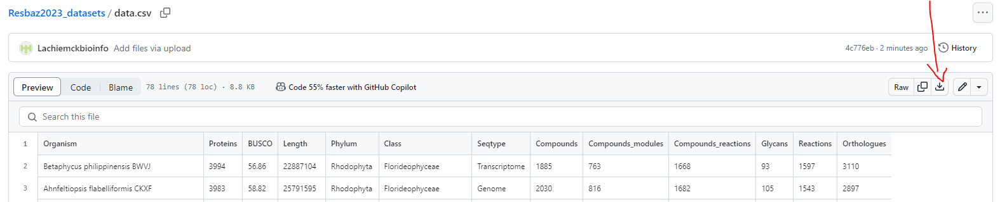 Resbaz2023_datasets / data.csv
Lachiemckbioinfo Add files via upload 4c776eb · 2 minutes ago History
Preview Code Blame 78 lines (78 loc) · 8.8 KB Code 55% faster with GitHub Copilot Raw
Search this file
1 Organism Proteins BUSCO Length Phylum Class Seqtype Compounds Compounds_modules Compounds_reactions Glycans Reactions Orthologues
2 Betaphycus philippinensis BWVJ 3994 56.86 22887104 Rhodophyta Florideophyceae Transcriptome 1885 763 1668 93 1597 3110
3 Ahnfeltiopsis flabelliformis CKXF 3983 58.82 25791595 Rhodophyta Florideophyceae Genome 2030 816 1682 105 1543 2897